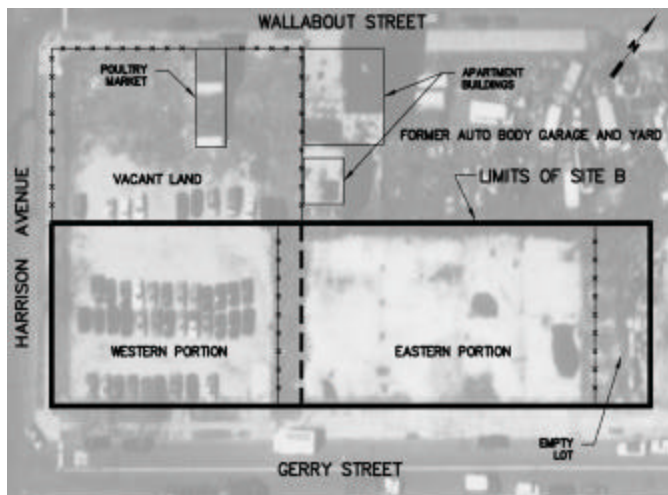 WALLABOUT STREET
N
POULTRY
MARKET
APARTMENT
BUILDINGS
FORMER AUTO BODY GARAGE AND YARD
VACANT LAND
LIMITS OF SITE B
HARRISON AVENUE
WESTERN PORTION
EASTERN PORTION
EMPTY
LOT
GERRY STREET